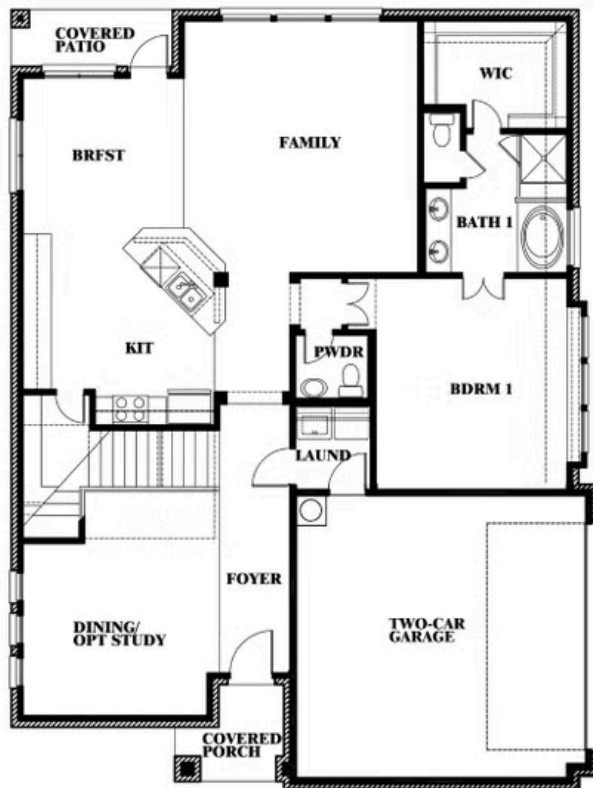 COVERED
PATIO
WIC
BRFST
FAMILY
BATH 1
KIT
PWDR
BDRM 1
LAUND
FOYER
DINING/
OPT STUDY
TWO-CAR
GARAGE
COVERED
PORCH